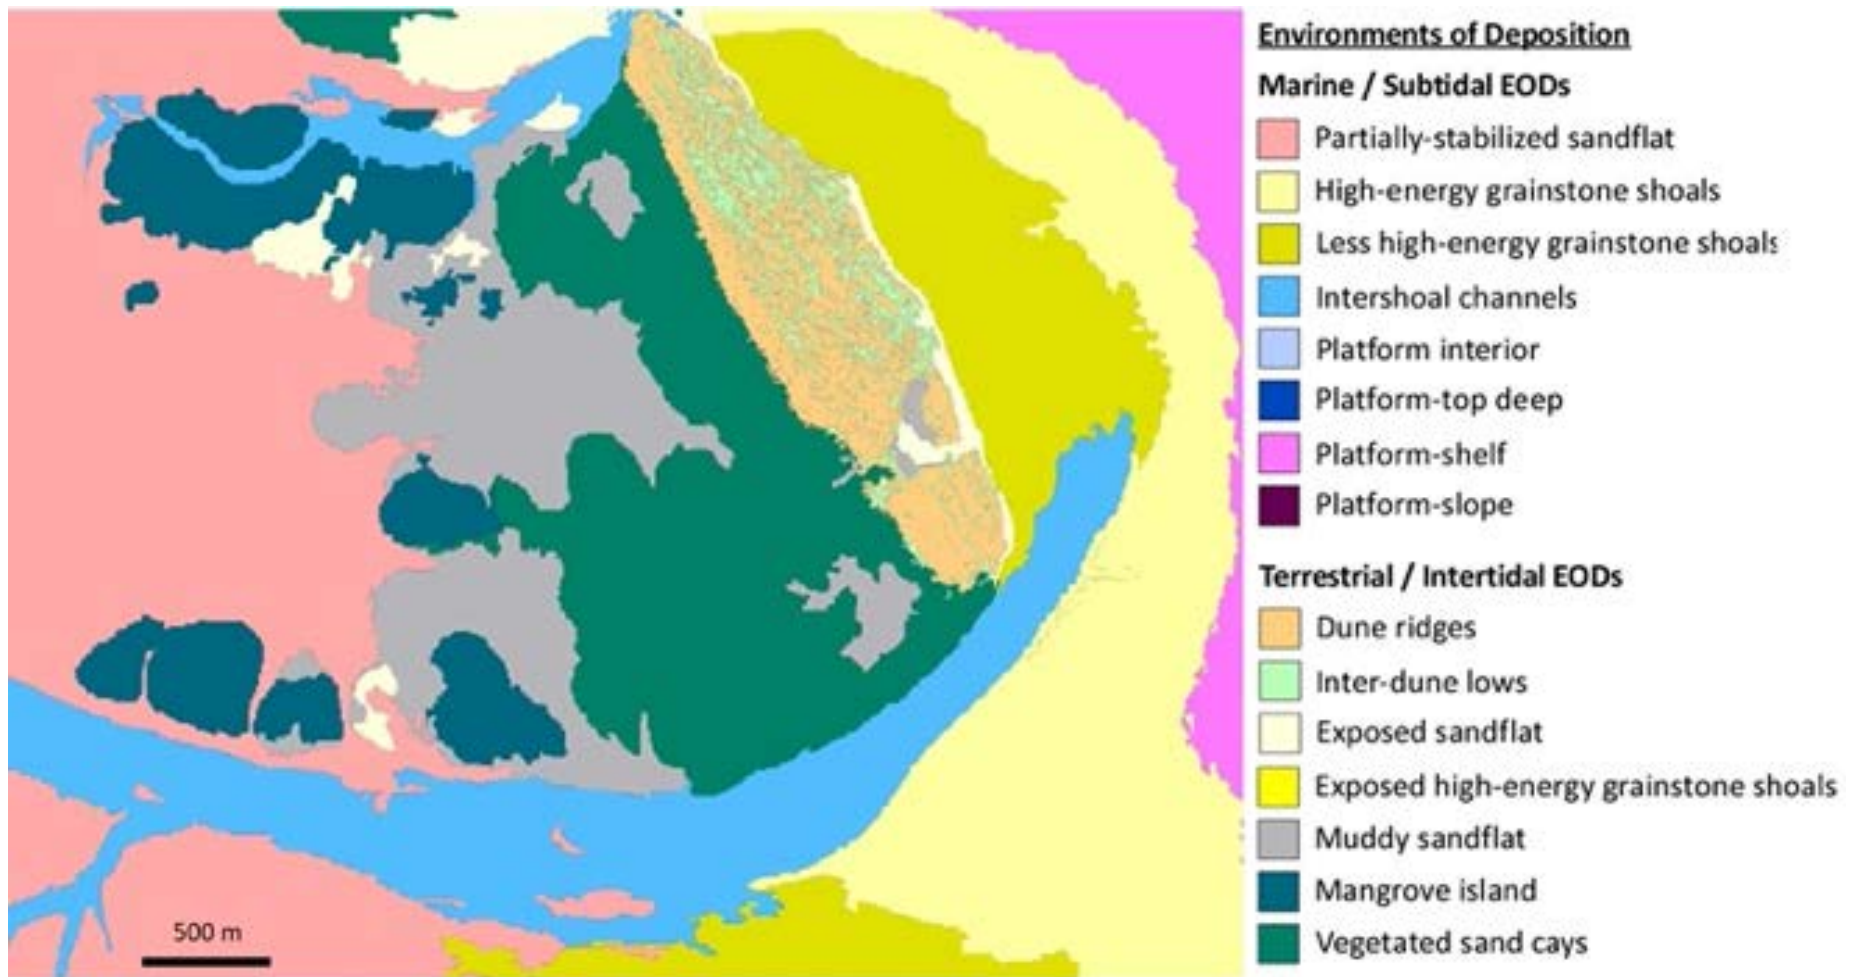 Environments of Deposition
Marine / Subtidal EODs
Partially-stabilized sandflat
High-energy grainstone shoals
Less high-energy grainstone shoals
Intershoal channels
Platform interior
Platform-top deep
Platform-shelf
Platform-slope
Terrestrial / Intertidal EODs
Dune ridges
Inter-dune lows
Exposed sandflat
Exposed high-energy grainstone shoals
Muddy sandflat
Mangrove island
Vegetated sand cays
500 m